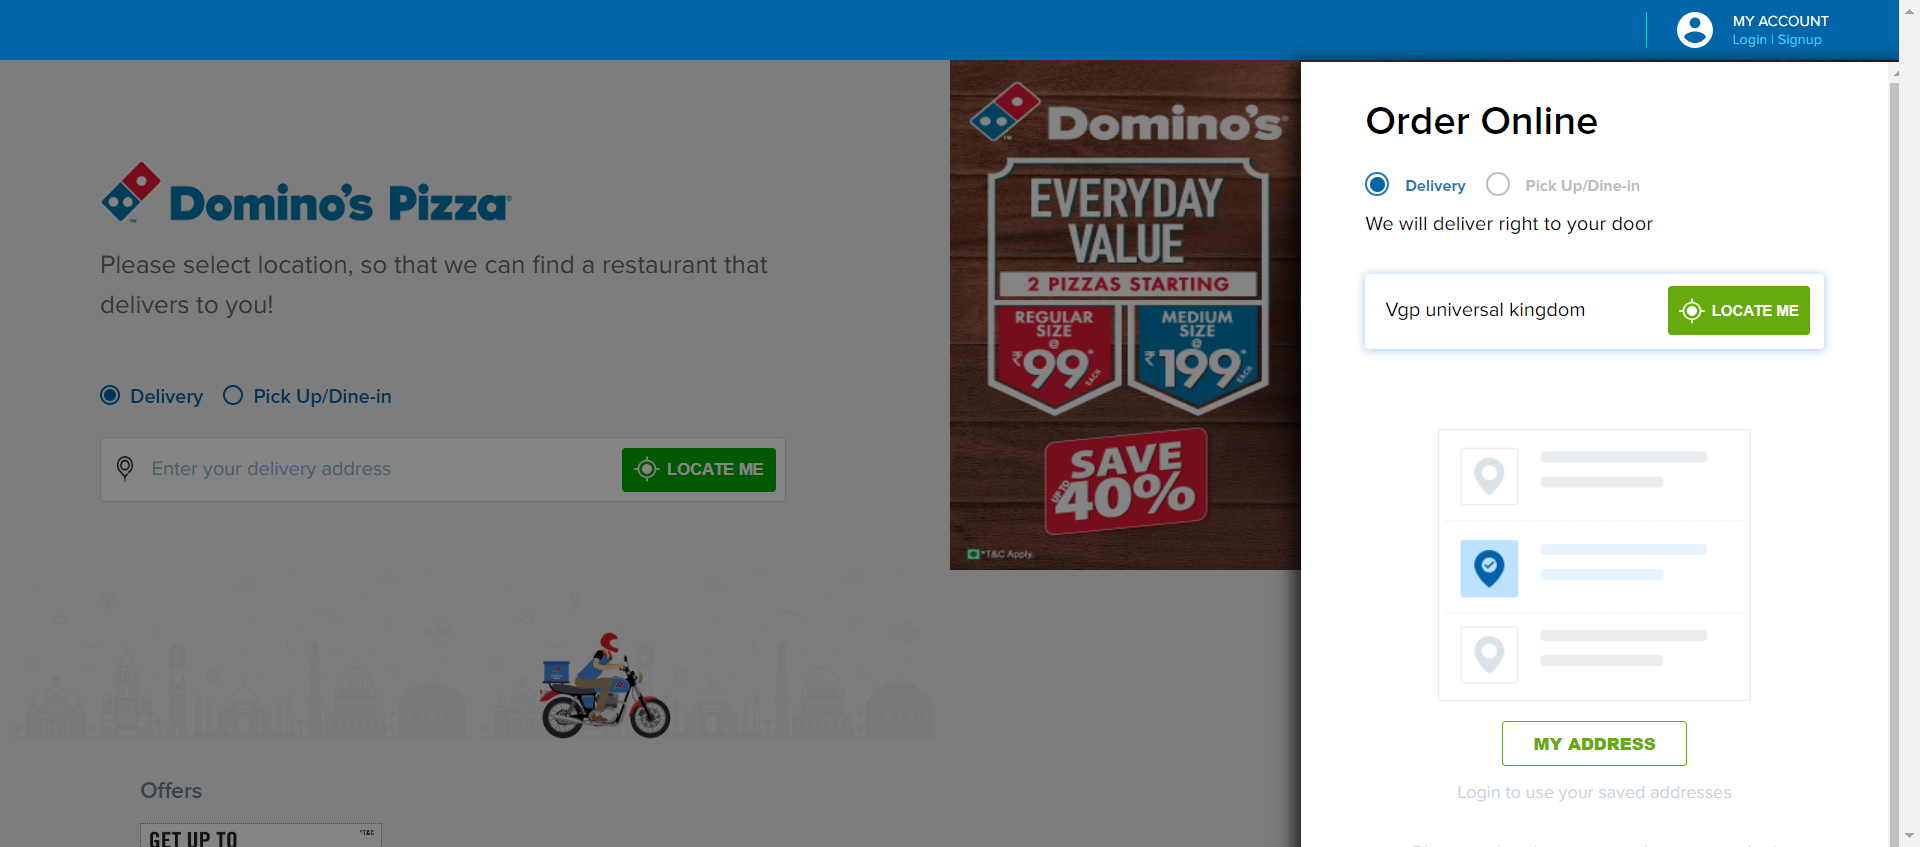 MY ACCOUNT
Login | Signup
Domino's Pizza
Please select location, so that we can find a restaurant that
delivers to you!
Delivery
Pick Up/Dine-in
Enter your delivery address
LOCATE ME
Offers
GET UP TO
*T&C
Domino's
EVERYDAY
VALUE
2 PIZZAS STARTING
REGULAR
SIZE
@
₹99*
EACH
MEDIUM
SIZE
@
₹199*
EACH
SAVE
UPTO
40%
*T&C Apply.
Order Online
Delivery
Pick Up/Dine-in
We will deliver right to your door
Vgp universal kingdom
LOCATE ME
MY ADDRESS
Login to use your saved addresses